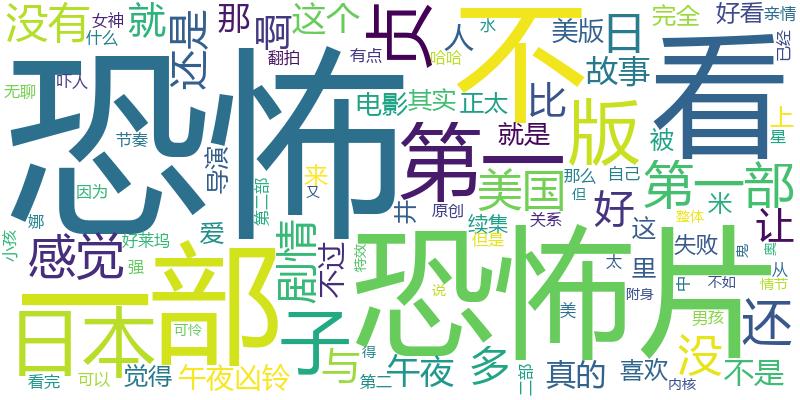 没有
就
还是
那
女神
什么
啊
翻拍
这个
有点
贞
人
水
哈哈
不
美版
日
完全
好看
亲情
已经
无聊
吓人
恐怖
节奏
导演
电影
其实
正太
比
故事
看
上
星
因为
来
又
第二部
井
第一
原创
就是
版
被
那么
自己
但
第一部
米
让
小孩
娜
好莱坞
爱
感觉
强
剧情
不过
特效
续集
但是
美国
关系
好
这
里
整体
失败
鬼
奥
从
一
日本
部
子
恐怖片
说
太
美
附身
中
不如
情节
还
可怜
看完
可以
觉得
午夜凶铃
与
得
第二
午夜
多
二部
真的
喜欢
男孩
内核
没
不是